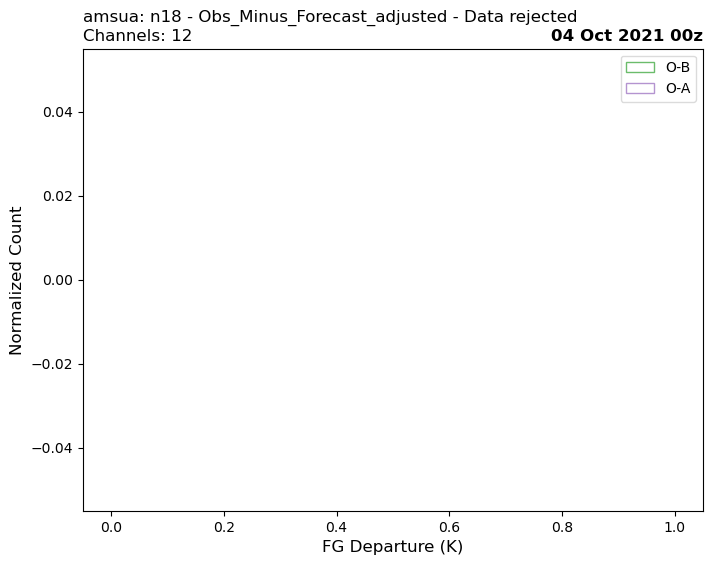 amsua: n18 - Obs_Minus_Forecast_adjusted - Data rejected
Channels: 12
04 Oct 2021 00z
O-B
O-A
0.04
0.02
0.00
−0.02
−0.04
Normalized Count
0.0 0.2 0.4 0.6 0.8 1.0
FG Departure (K)